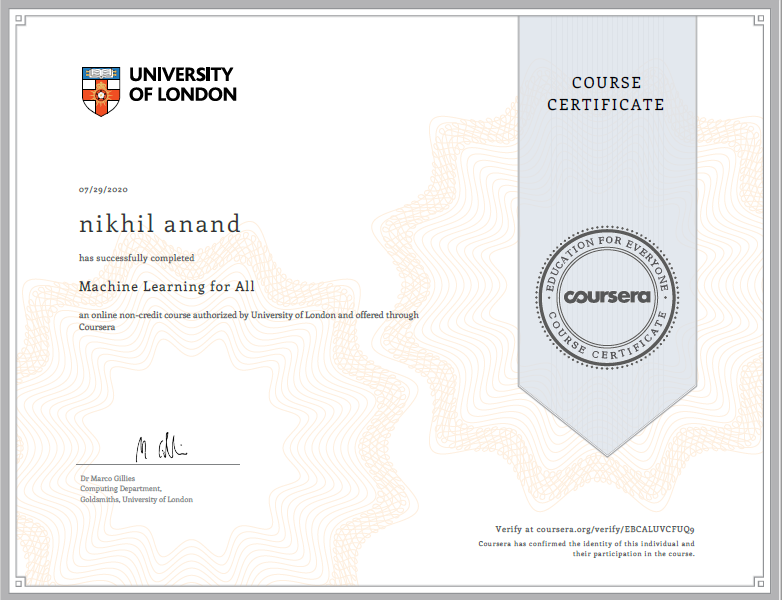 UNIVERSITY
OF LONDON
COURSE
CERTIFICATE
07/29/2020
nikhil anand
has successfully completed
Machine Learning for All
an online non-credit course authorized by University of London and offered through
Coursera
EDUCATION FOR EVERYONE
coursera
COURSE CERTIFICATE
Dr Marco Gillies
Computing Department,
Goldsmiths, University of London
Verify at coursera.org/verify/EBCALUVCFUQ9
Coursera has confirmed the identity of this individual and
their participation in the course.